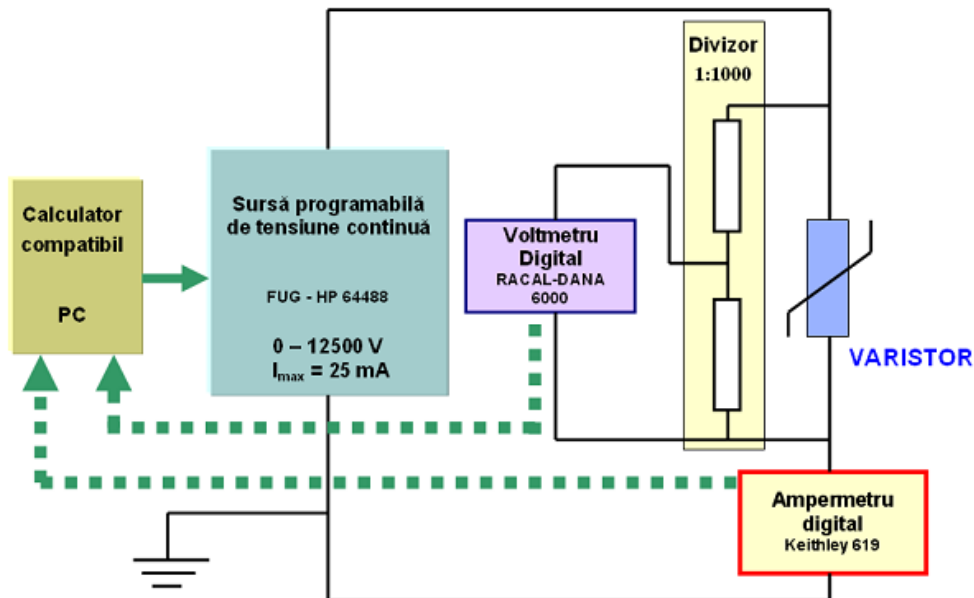 Divizor
1:1000
Calculator
compatibil
PC
Sursă programabilă
de tensiune continuă
FUG - HP 64488
0 – 12500 V
Imax = 25 mA
Voltmetru
Digital
RACAL-DANA
6000
VARISTOR
Ampermetru
digital
Keithley 619